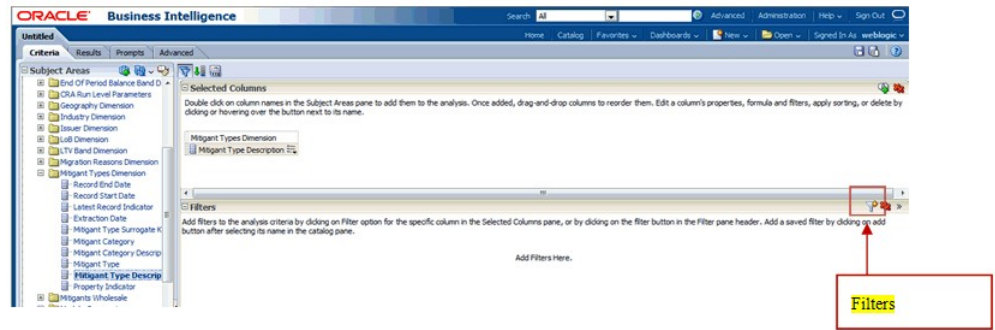 ORACLE Business Intelligence
Search All Advanced Administration Help Sign Out
Untitled
Home Catalog Favorites Dashboards New Open Signed In As weblogic
Criteria Results Prompts Advanced
Subject Areas
End Of Period Balance Band D
CRA Run Level Parameters
Geography Dimension
Industry Dimension
Issuer Dimension
LoB Dimension
LTV Band Dimension
Migration Reasons Dimension
Mitigant Types Dimension
Record End Date
Record Start Date
Latest Record Indicator
Extraction Date
Mitigant Type Surrogate K
Mitigant Category
Mitigant Category Descrip
Mitigant Type
Mitigant Type Descrip
Property Indicator
Mitigants Wholesale
Selected Columns
Double click on column names in the Subject Areas pane to add them to the analysis. Once added, drag-and-drop columns to reorder them. Edit a column's properties, formula and filters, apply sorting, or delete by
clicking or hovering over the button next to its name.
Mitigant Types Dimension
Mitigant Type Description
Filters
Add filters to the analysis criteria by clicking on Filter option for the specific column in the Selected Columns pane, or by clicking on the filter button in the Filter pane header. Add a saved filter by clicking on add
button after selecting its name in the catalog pane.
Add Filters Here.
Filters